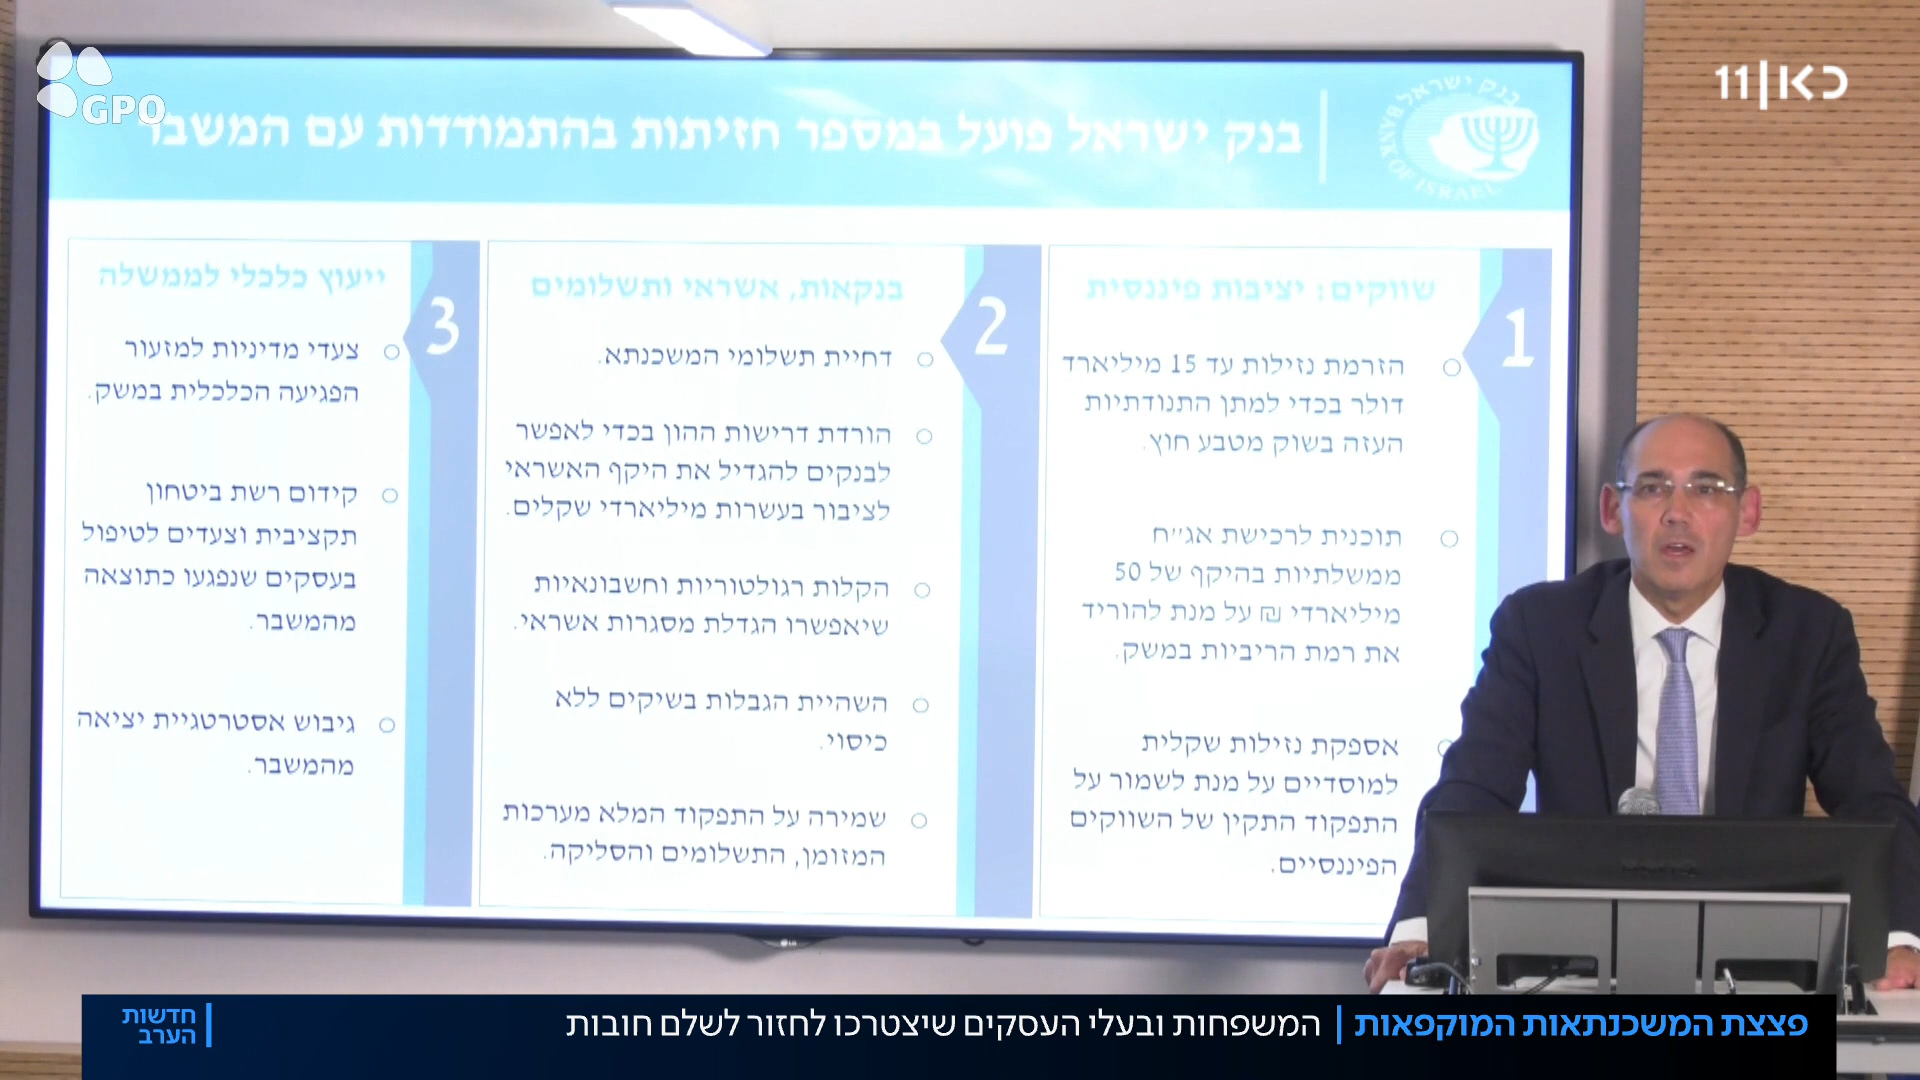 GPO
כאן|11
בנק ישראל
BANK OF ISRAEL
בנק ישראל פועל במספר חזיתות בהתמודדות עם המשבר
1
שווקים: יציבות פיננסית
הזרמת נזילות עד 15 מיליארד
דולר בכדי למתן התנודתיות
העזה בשוק מטבע חוץ.
תוכנית לרכישת אג״ח
ממשלתיות בהיקף של 50
מיליארדי ₪ על מנת להוריד
את רמת הריביות במשק.
אספקת נזילות שקלית
למוסדיים על מנת לשמור על
התפקוד התקין של השווקים
הפיננסיים.
2
בנקאות, אשראי ותשלומים
דחיית תשלומי המשכנתא.
הורדת דרישות ההון בכדי לאפשר
לבנקים להגדיל את היקף האשראי
לציבור בעשרות מיליארדי שקלים.
הקלות רגולטוריות וחשבונאיות
שיאפשרו הגדלת מסגרות אשראי.
השהיית הגבלות בשיקים ללא
כיסוי.
שמירה על התפקוד המלא מערכות
המזומן, התשלומים והסליקה.
3
ייעוץ כלכלי לממשלה
צעדי מדיניות למזעור
הפגיעה הכלכלית במשק.
קידום רשת ביטחון
תקציבית וצעדים לטיפול
בעסקים שנפגעו כתוצאה
מהמשבר.
גיבוש אסטרטגיית יציאה
מהמשבר.
LG
פצצת המשכנתאות המוקפאות | המשפחות ובעלי העסקים שיצטרכו לחזור לשלם חובות
חדשות
הערב